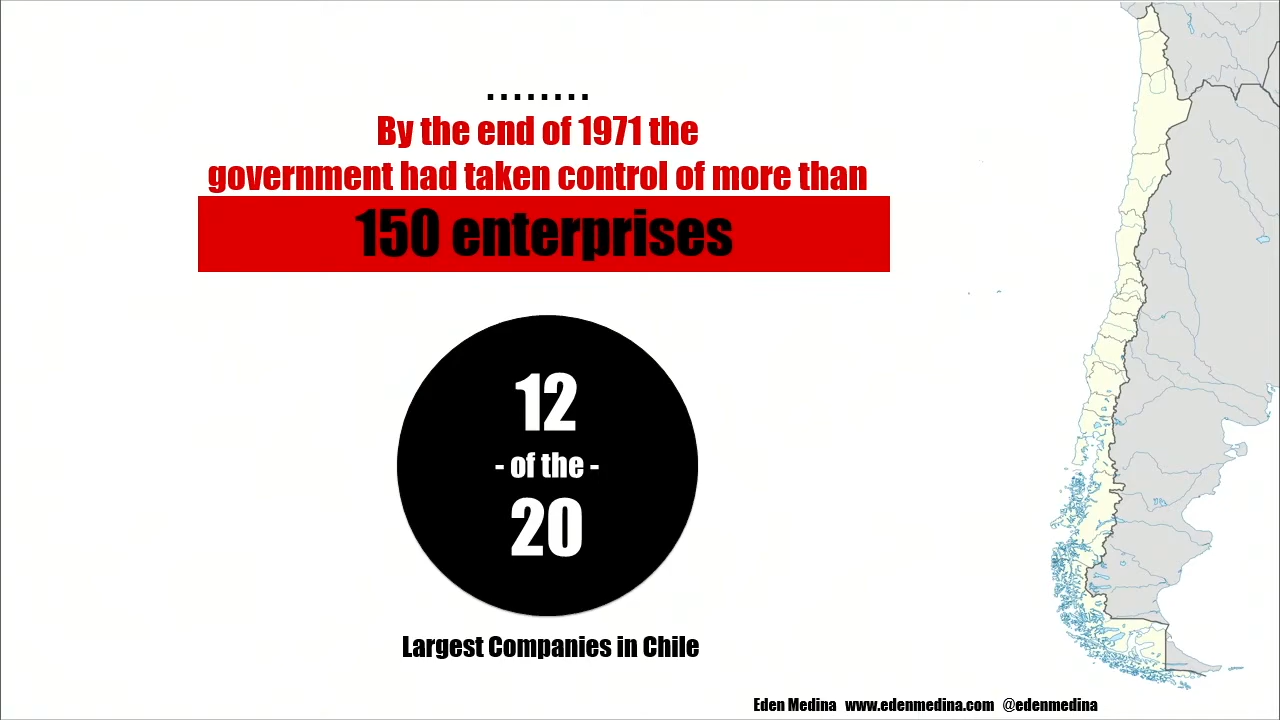 ........
By the end of 1971 the
government had taken control of more than
150 enterprises
12
- of the -
20
Largest Companies in Chile
Eden Medina www.edenmedina.com @edenmedina